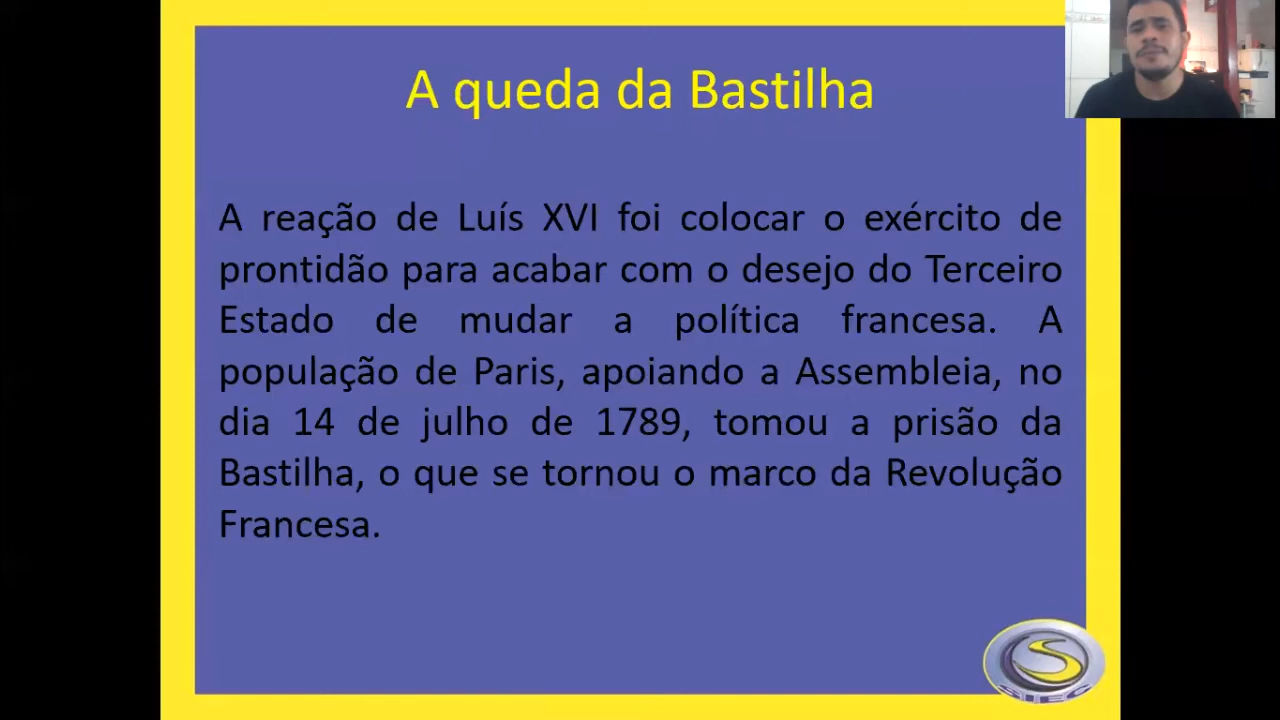 A queda da Bastilha
A reação de Luís XVI foi colocar o exército de
prontidão para acabar com o desejo do Terceiro
Estado de mudar a política francesa. A
população de Paris, apoiando a Assembleia, no
dia 14 de julho de 1789, tomou a prisão da
Bastilha, o que se tornou o marco da Revolução
Francesa.